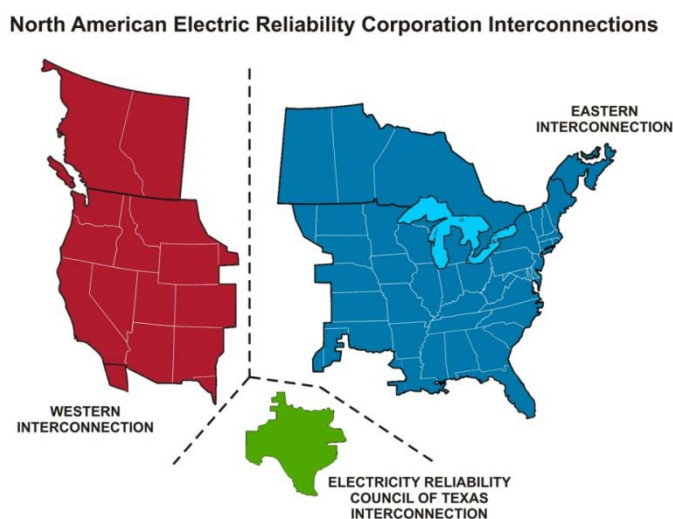 North American Electric Reliability Corporation Interconnections
EASTERN
INTERCONNECTION
WESTERN
INTERCONNECTION
ELECTRICITY RELIABILITY
COUNCIL OF TEXAS
INTERCONNECTION